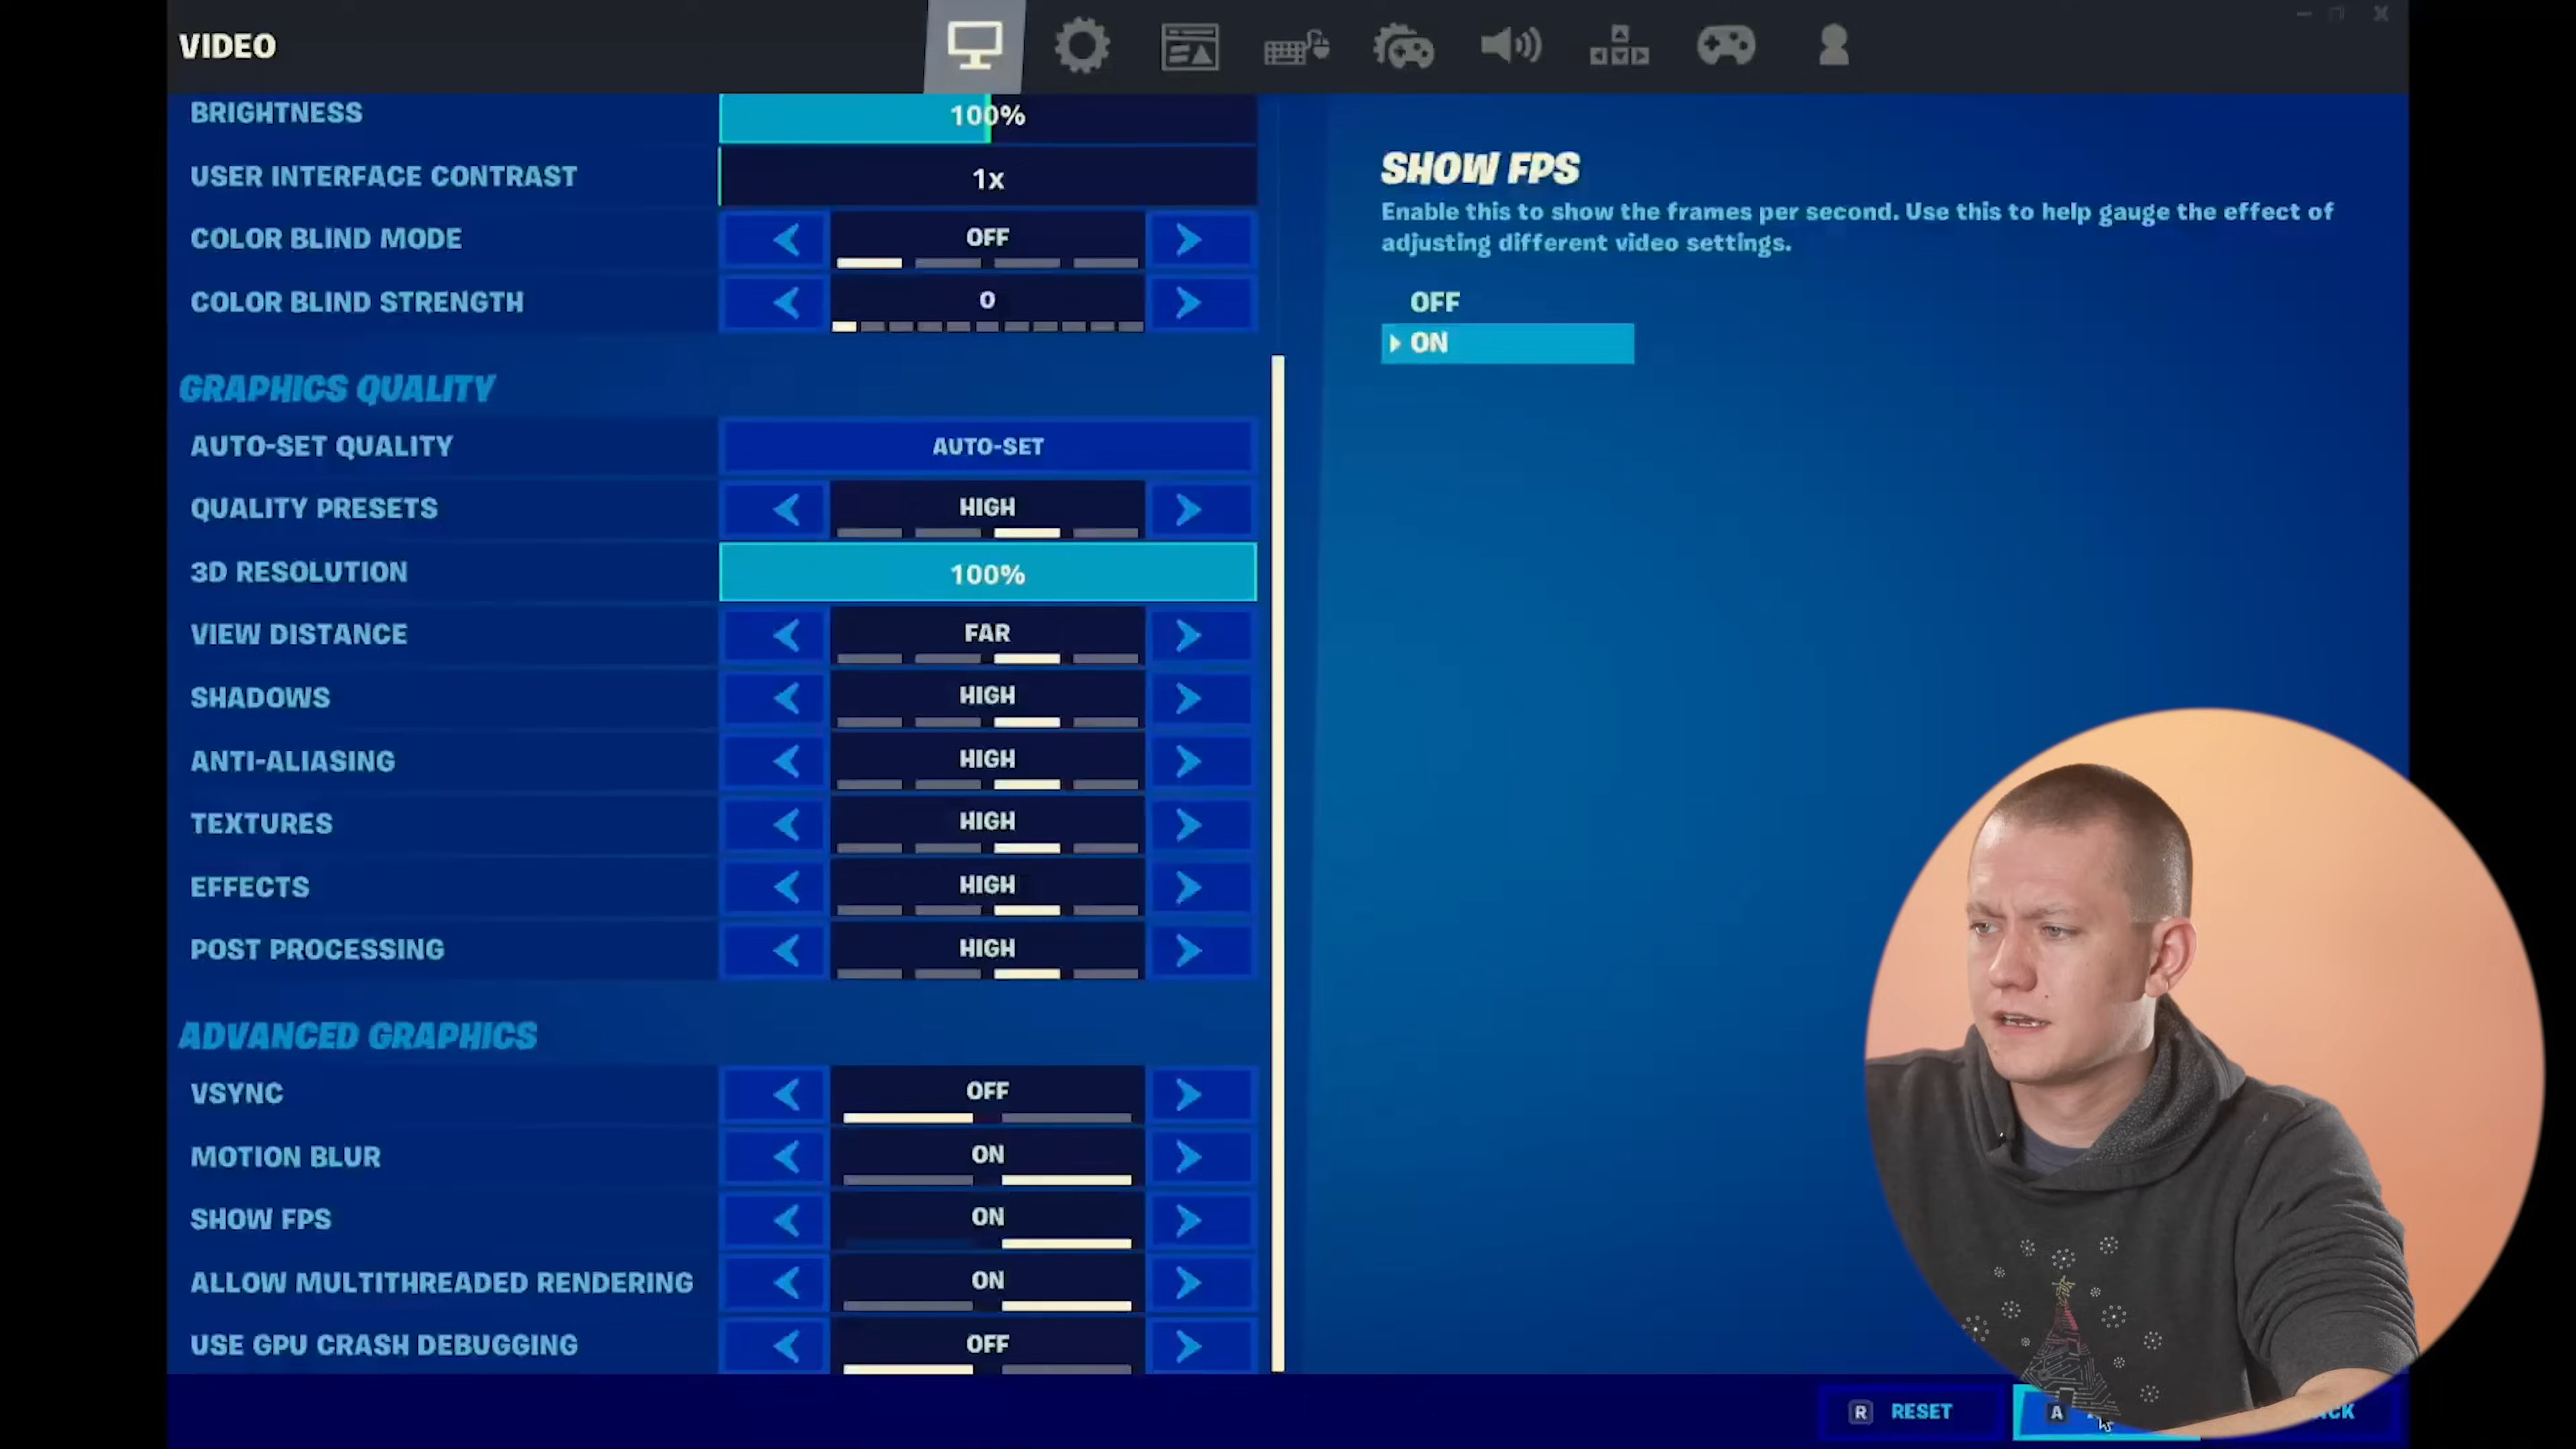 VIDEO
BRIGHTNESS 100%
USER INTERFACE CONTRAST 1x
COLOR BLIND MODE OFF
COLOR BLIND STRENGTH 0
GRAPHICS QUALITY
AUTO-SET QUALITY AUTO-SET
QUALITY PRESETS HIGH
3D RESOLUTION 100%
VIEW DISTANCE FAR
SHADOWS HIGH
ANTI-ALIASING HIGH
TEXTURES HIGH
EFFECTS HIGH
POST PROCESSING HIGH
ADVANCED GRAPHICS
VSYNC OFF
MOTION BLUR ON
SHOW FPS ON
ALLOW MULTITHREADED RENDERING ON
USE GPU CRASH DEBUGGING OFF
SHOW FPS
Enable this to show the frames per second. Use this to help gauge the effect of
adjusting different video settings.
OFF
ON
R RESET
A